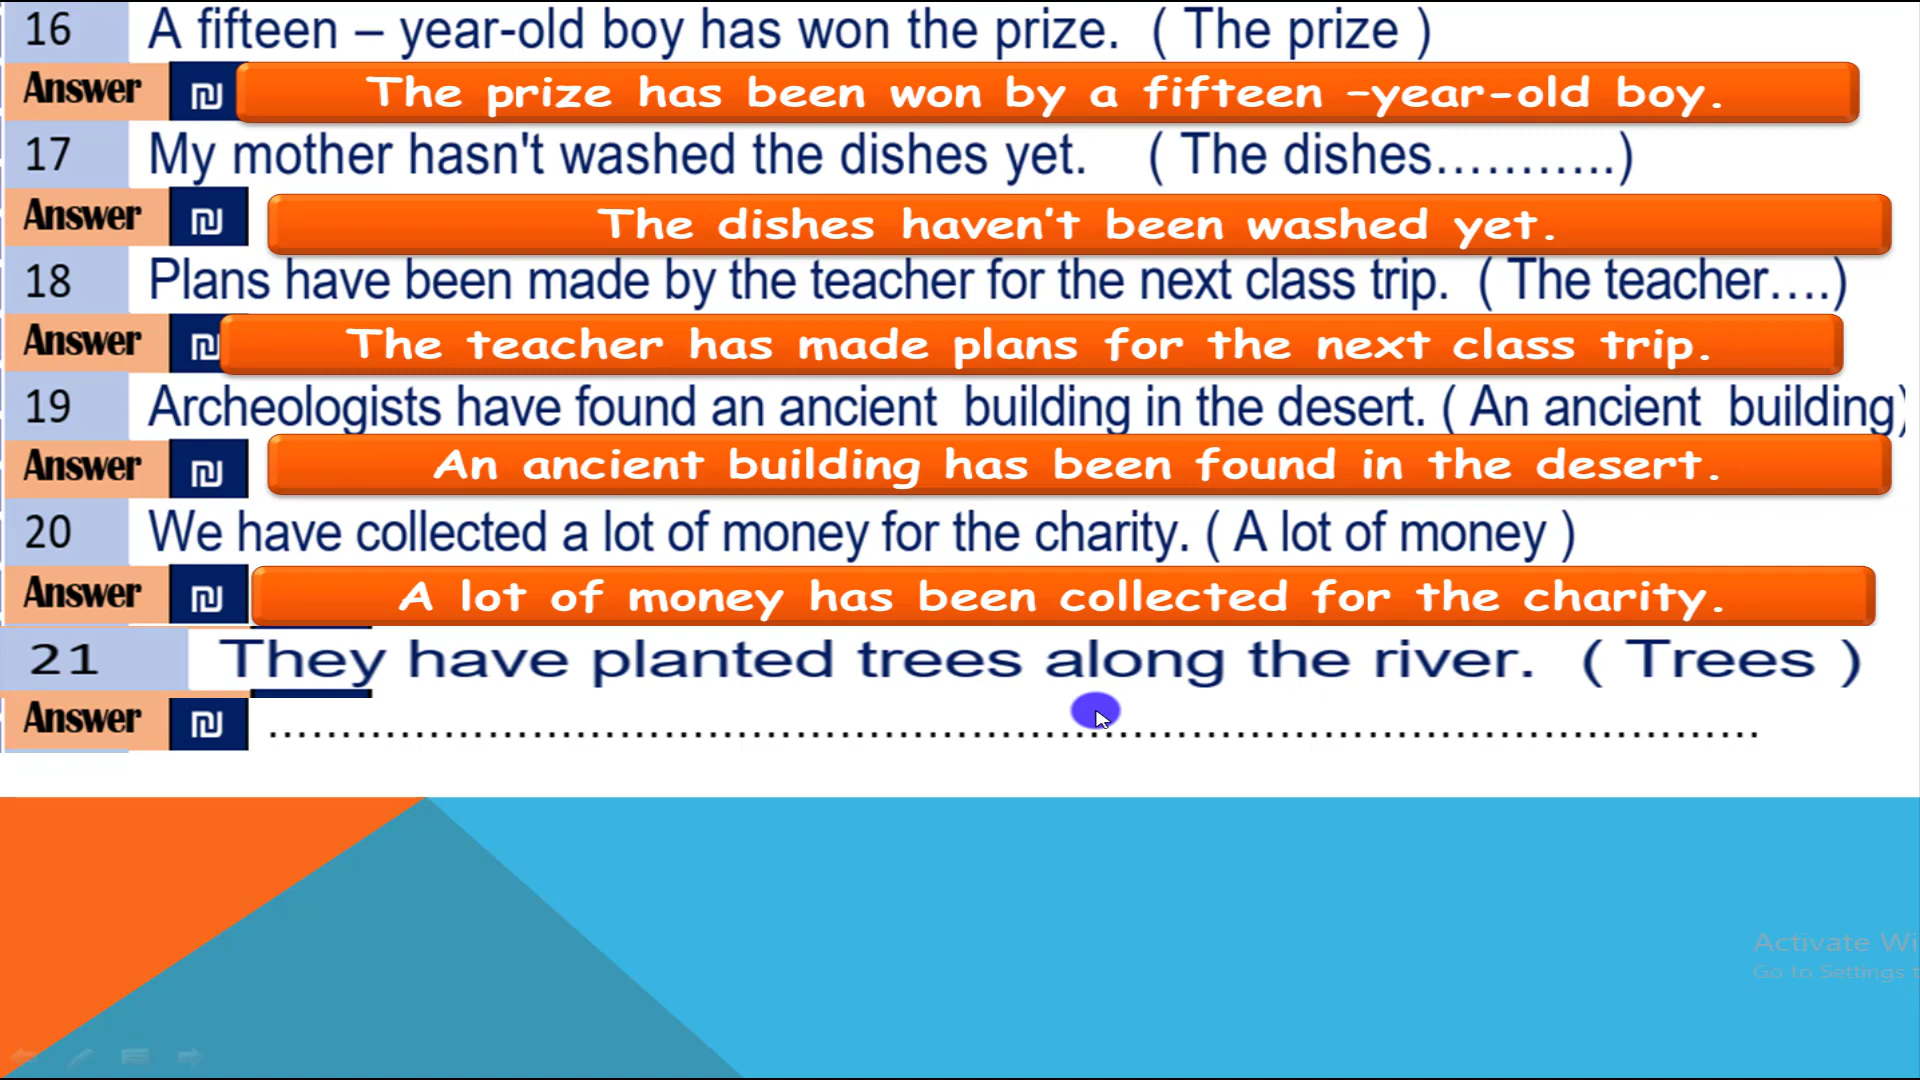 16 A fifteen – year-old boy has won the prize. ( The prize )
Answer ₪ The prize has been won by a fifteen –year-old boy.
17 My mother hasn't washed the dishes yet. ( The dishes………..)
Answer ₪ The dishes haven't been washed yet.
18 Plans have been made by the teacher for the next class trip. ( The teacher….)
Answer ₪ The teacher has made plans for the next class trip.
19 Archeologists have found an ancient building in the desert. ( An ancient building)
Answer ₪ An ancient building has been found in the desert.
20 We have collected a lot of money for the charity. ( A lot of money )
Answer ₪ A lot of money has been collected for the charity.
21 They have planted trees along the river. ( Trees )
Answer ₪ ......................................................................................................
Activate Wi
Go to Settings t